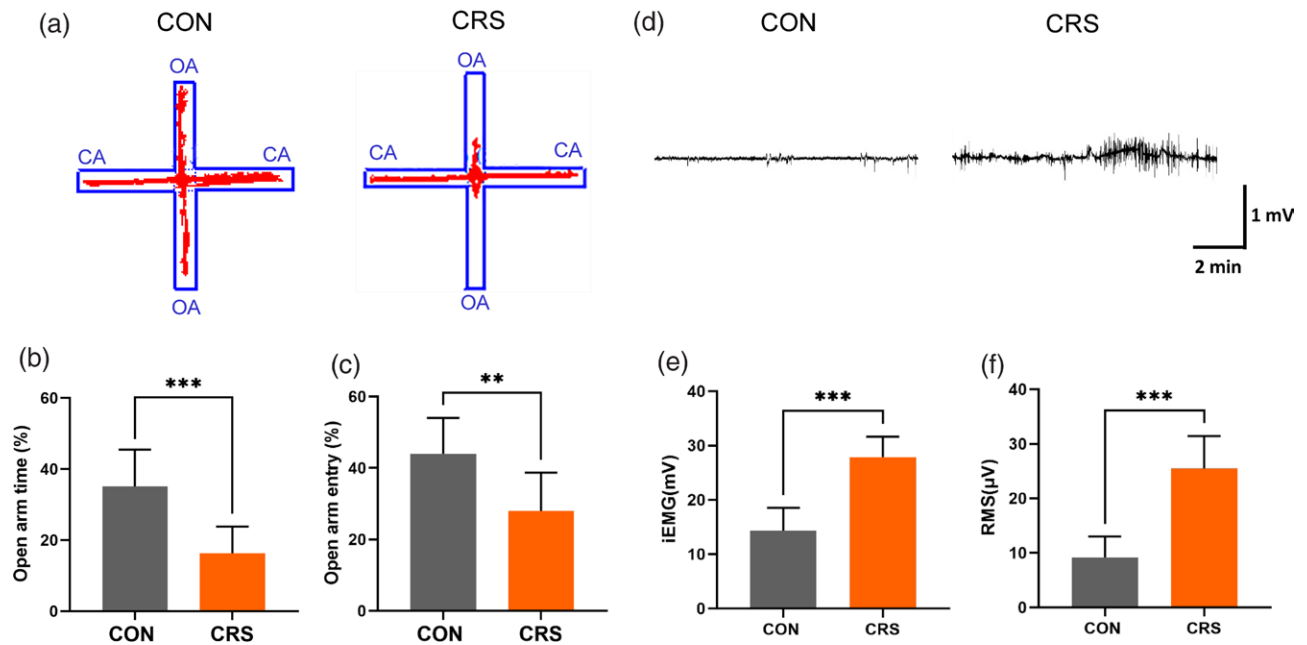 (a)
CON
CRS
OA
CA
CA
OA
OA
CA
CA
OA
(d)
CON
CRS
1 mV
2 min
(b)
Open arm time (%)
60
40
20
0
***
CON
CRS
(c)
Open arm entry (%)
60
40
20
0
**
CON
CRS
(e)
iEMG(mV)
40
30
20
10
0
***
CON
CRS
(f)
RMS(μV)
40
30
20
10
0
***
CON
CRS